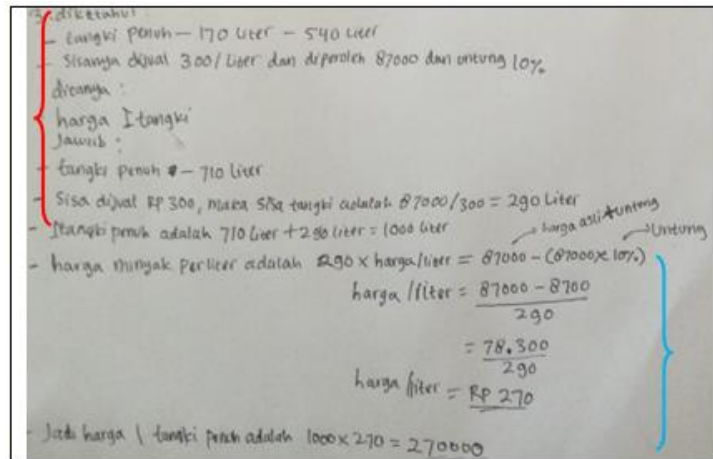 3. diketahui :
- tangki penuh - 170 liter - 540 liter
- Sisanya dijual 300/liter dan diperoleh 87000 dan untung 10%
ditanya :
harga 1 tangki
Jawab :
- tangki penuh - 710 liter
- Sisa dijual RP 300, maka sisa tangki adalah 87000/300 = 290 liter
- 1 tangki penuh adalah 710 liter + 290 liter = 1000 liter
harga asli + untung
Untung
- harga minyak perliter adalah 290 x harga/liter = 87000 - (87000 x 10%)
harga /liter = 87000 - 8700
290
= 78.300
290
harga /liter = RP 270
- Jadi harga 1 tangki penuh adalah 1000 x 270 = 270000